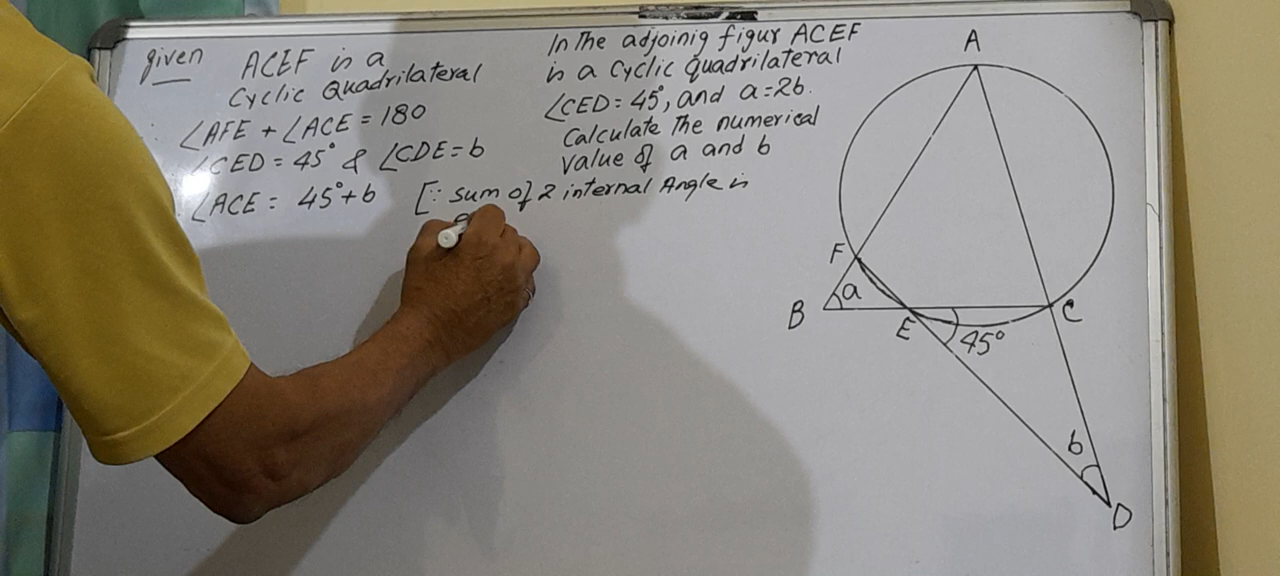 given ACEF is a
Cyclic Quadrilateral
∠AFE + ∠ACE = 180
∠CED = 45° & ∠CDE = b
∠ACE = 45° + b [∵ sum of 2 internal Angle is
In The adjoinig figur ACEF
is a Cyclic quadrilateral
∠CED = 45°, and a = 2b.
Calculate The numerical
value of a and b
A
F
B
a
E
45°
C
b
D